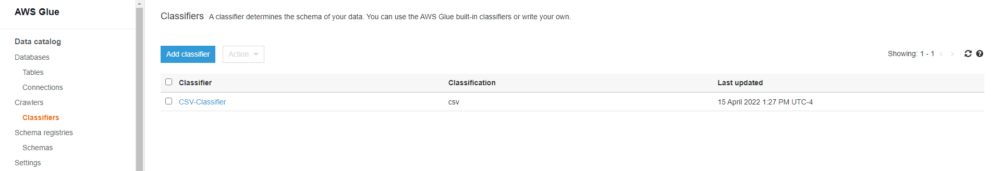 AWS Glue
Data catalog
Databases
Tables
Connections
Crawlers
Classifiers
Schema registries
Schemas
Settings
Classifiers A classifier determines the schema of your data. You can use the AWS Glue built-in classifiers or write your own.
Add classifier Action Showing: 1 - 1
Classifier Classification Last updated
CSV-Classifier csv 15 April 2022 1:27 PM UTC-4